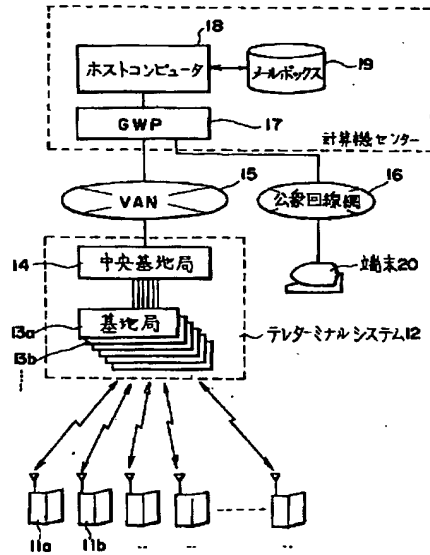 18
ホストコンピュータ
メールボックス
19
GWP
17
計算機センター
15
16
VAN
公衆回線網
14
中央基地局
端末20
13a
基地局
13b
テレターミナルシステム12
11a
11b